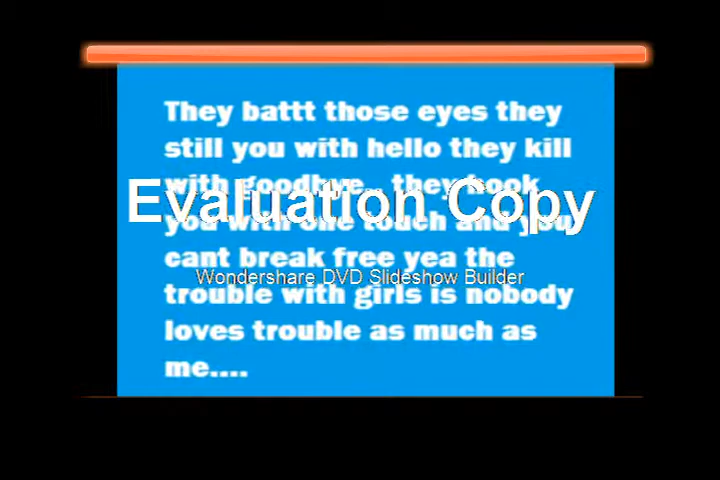 They battt those eyes they
still you with hello they kill
with goodbye.. they hook
Evaluation Copy
you with one touch and you
cant break free yea the
Wondershare DVD Slideshow Builder
trouble with girls is nobody
loves trouble as much as
me....